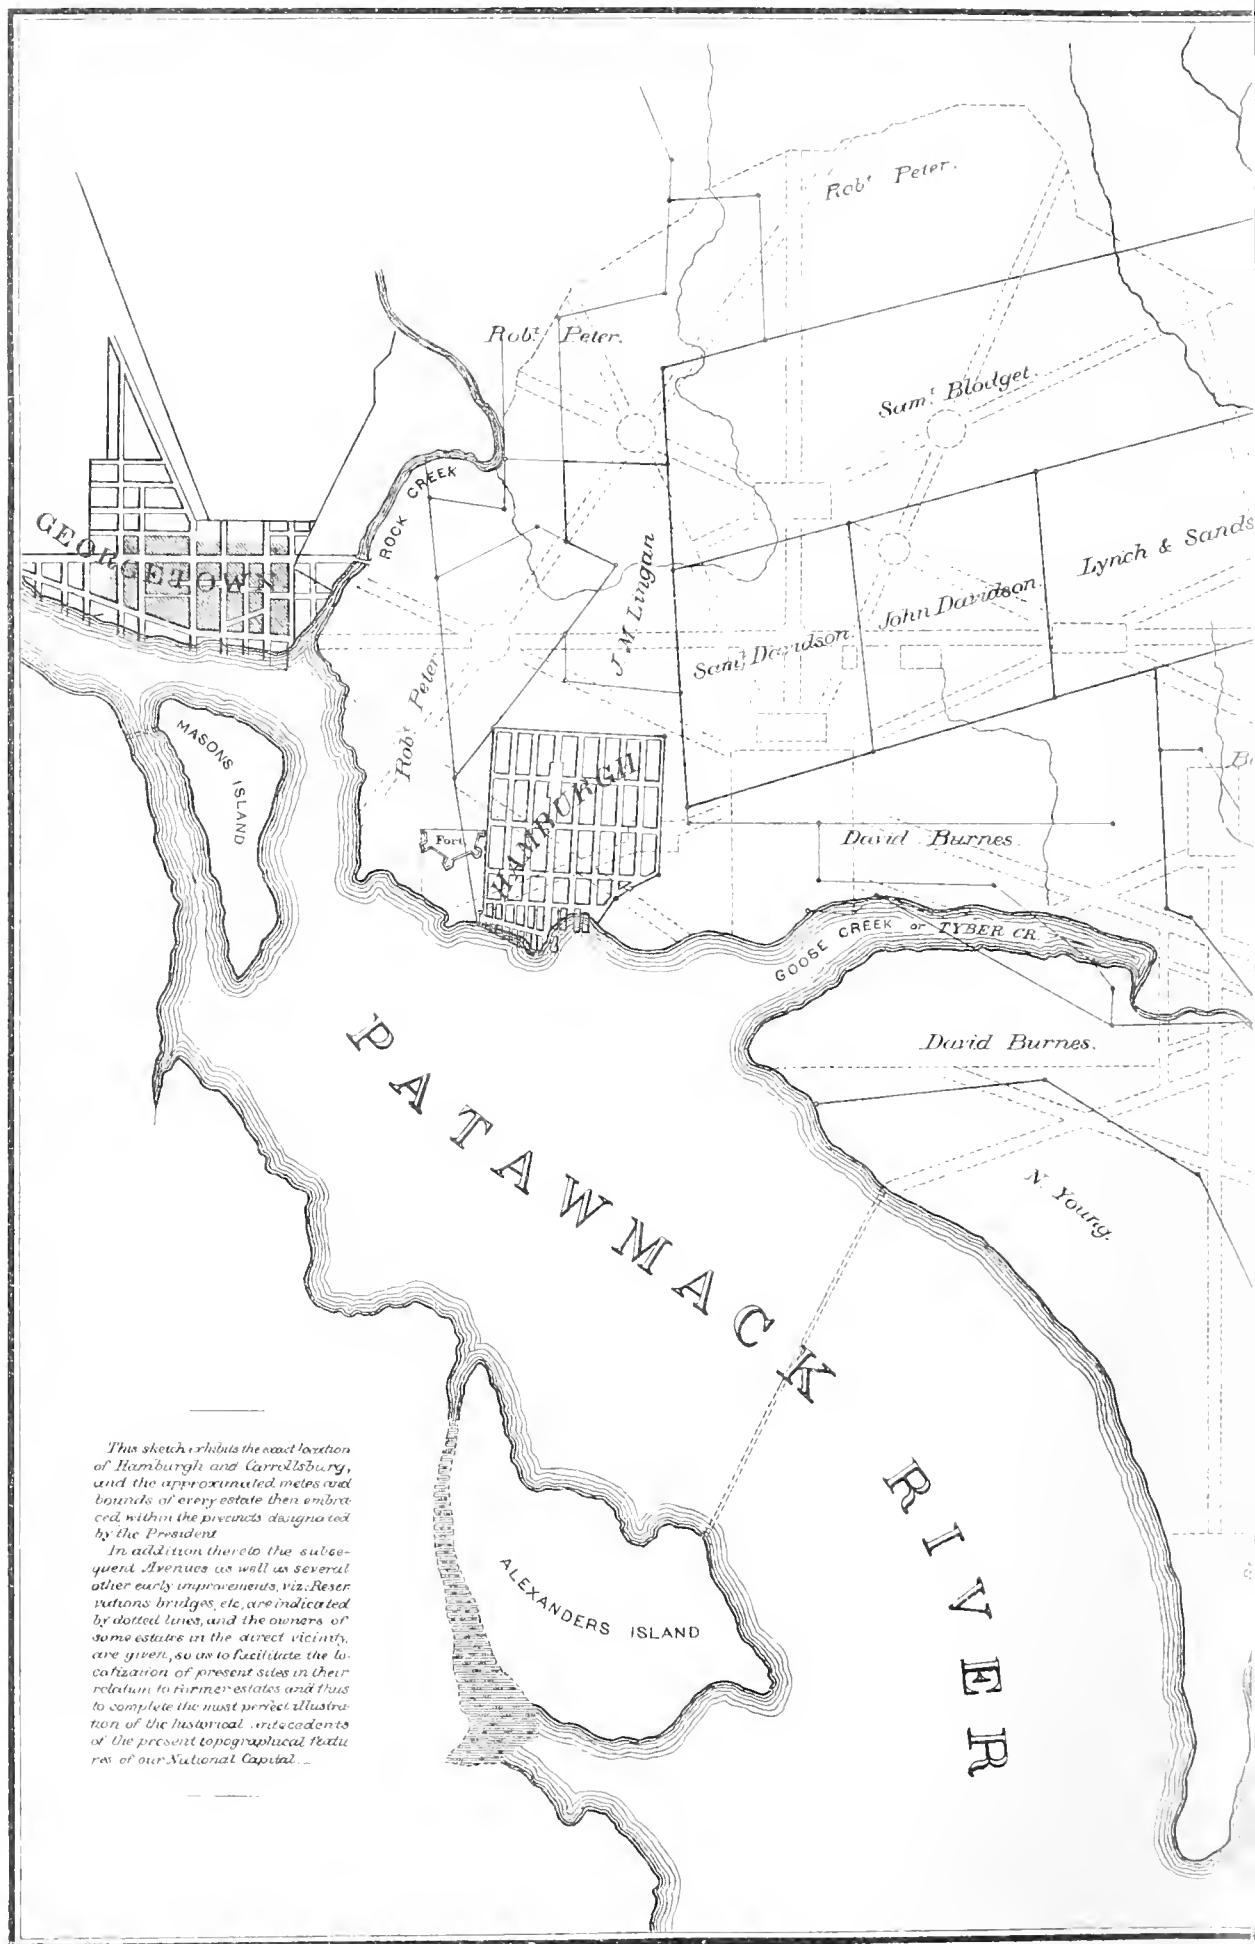 Robt Peter.
Robt Peter.
Saml Blodget.
GEORGETOWN
ROCK CREEK
Lynch & Sands
J. M Lingan
John Davidson.
Saml Davidson.
Robt Peter
MASONS ISLAND
HAMBURGH
Fort
David Burnes.
GOOSE CREEK or TYBER CR.
David Burnes.
PATAWMACK
N. Young.
RIVER
ALEXANDERS ISLAND
This sketch exhibits the exact location
of Hamburgh and Carrollsburg,
and the approximated metes and
bounds of every estate then embra-
ced, within the precincts designated
by the President
In addition thereto the subse-
quent Avenues as well as several
other early improvements, viz: Reser-
vations bridges, etc, are indicated
by dotted lines, and the owners of
some estates in the direct vicinity,
are given, so as to facilitate the lo-
calization of present sites in their
relation to former estates and thus
to complete the most perfect illustra-
tion of the historical antecedents
of the present topographical featu
res of our National Capital.